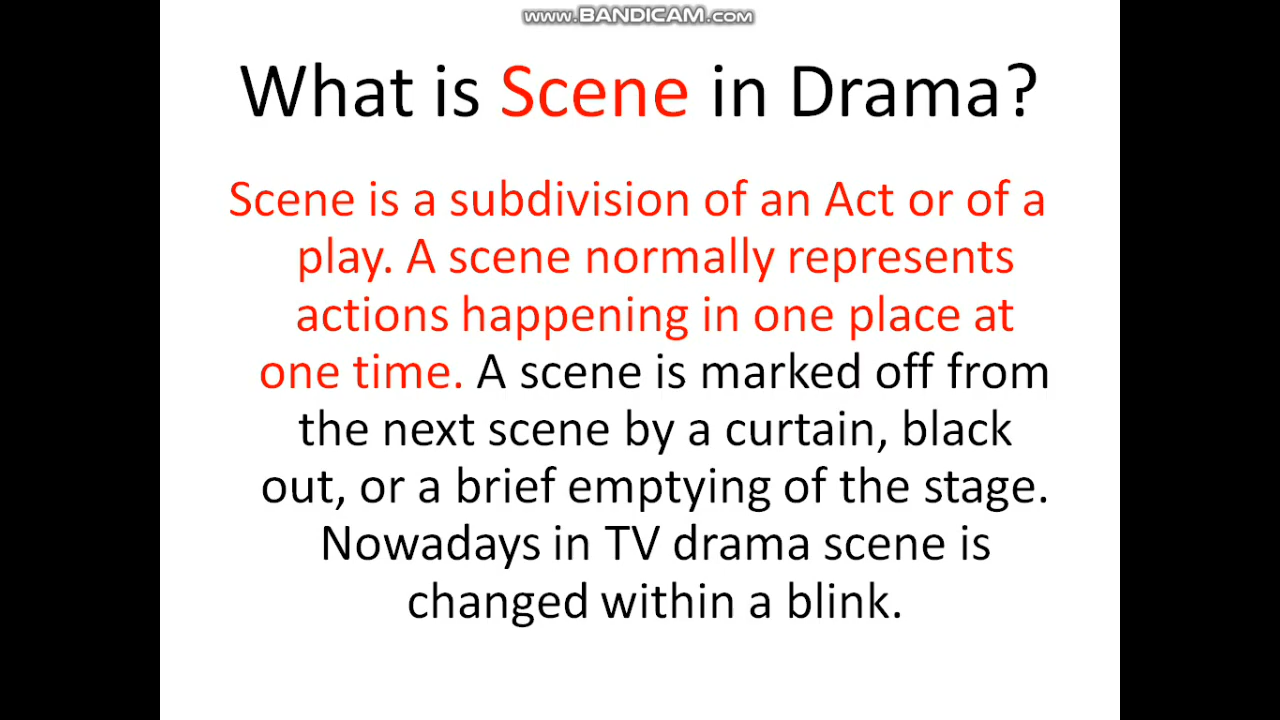 www.BANDICAM.com
What is Scene in Drama?
Scene is a subdivision of an Act or of a
play. A scene normally represents
actions happening in one place at
one time. A scene is marked off from
the next scene by a curtain, black
out, or a brief emptying of the stage.
Nowadays in TV drama scene is
changed within a blink.